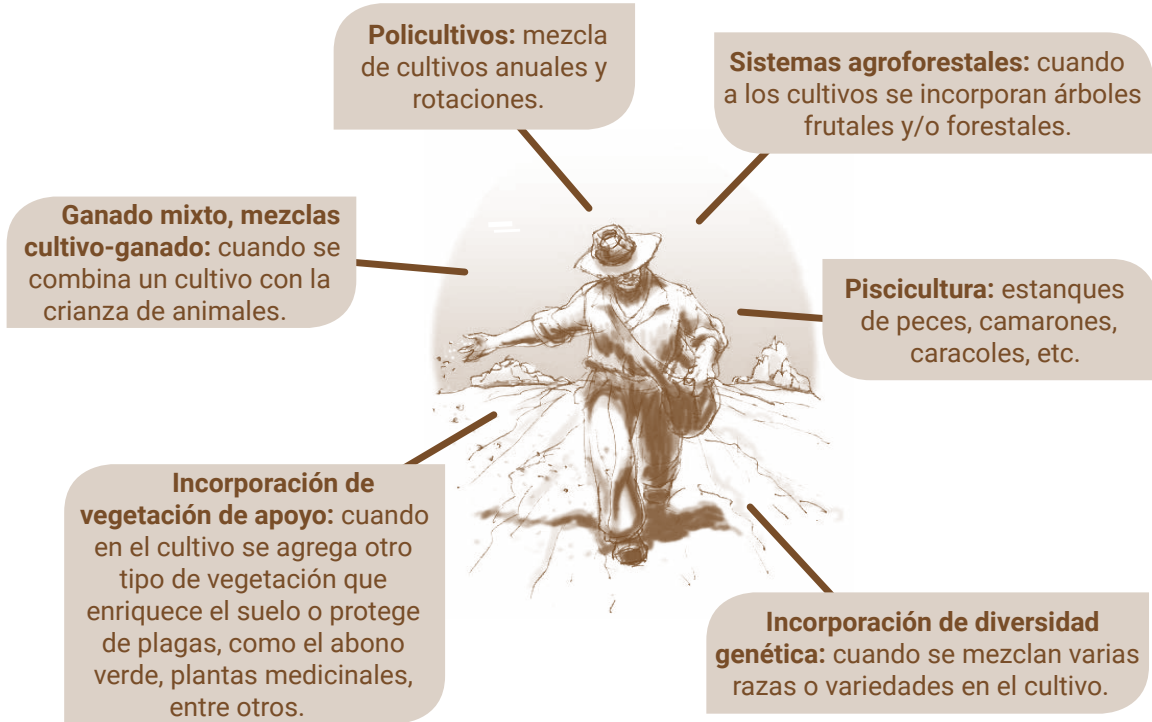 Policultivos: mezcla
de cultivos anuales y
rotaciones.
Sistemas agroforestales: cuando
a los cultivos se incorporan árboles
frutales y/o forestales.
Ganado mixto, mezclas
cultivo-ganado: cuando se
combina un cultivo con la
crianza de animales.
Piscicultura: estanques
de peces, camarones,
caracoles, etc.
Incorporación de
vegetación de apoyo: cuando
en el cultivo se agrega otro
tipo de vegetación que
enriquece el suelo o protege
de plagas, como el abono
verde, plantas medicinales,
entre otros.
Incorporación de diversidad
genética: cuando se mezclan varias
razas o variedades en el cultivo.